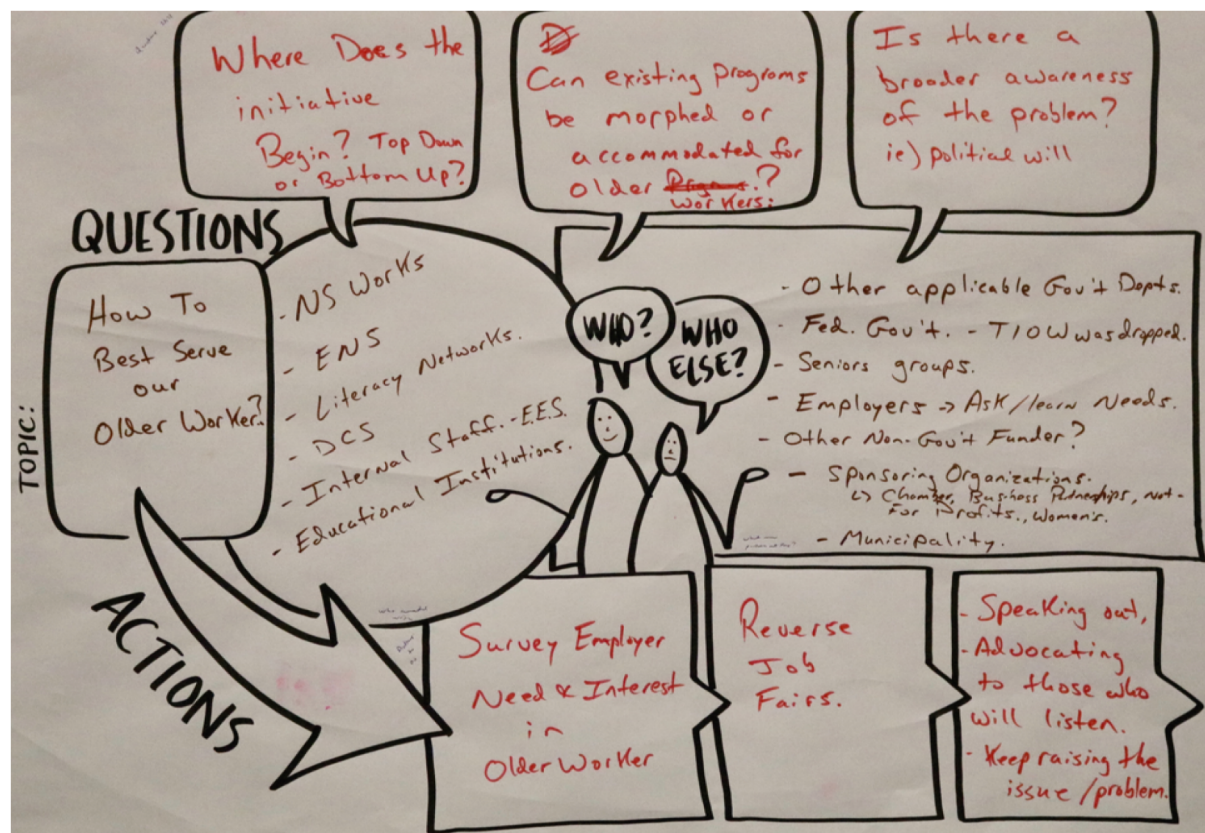 Where Does the
initiative
Begin? Top Down
or Bottom Up?
Can existing programs
be morphed or
accommodated for
older Prgms.?
workers:
Is there a
broader awareness
of the problem?
ie) political will
QUESTIONS
TOPIC:
How To
Best Serve
our
Older Worker?
- NS Works
- ENS
- Literacy Networks.
- DCS
- Internal Staff. - E.E.S.
- Educational Institutions.
WHO?
WHO
ELSE?
- Other applicable Gov't Depts.
- Fed. Gov't. - TIOW was dropped.
- Seniors groups.
- Employers → Ask/learn Needs.
- Other Non-Gov't Funder?
- Sponsoring Organizations.
↳ Chamber, Business Partnerships, Not-
For Profits., Women's.
- Municipality.
ACTIONS
Survey Employer
Need & Interest
in
Older Worker
Reverse
Job
Fairs.
- Speaking out,
- Advocating
to those who
will listen.
- Keep raising the
issue/problem.